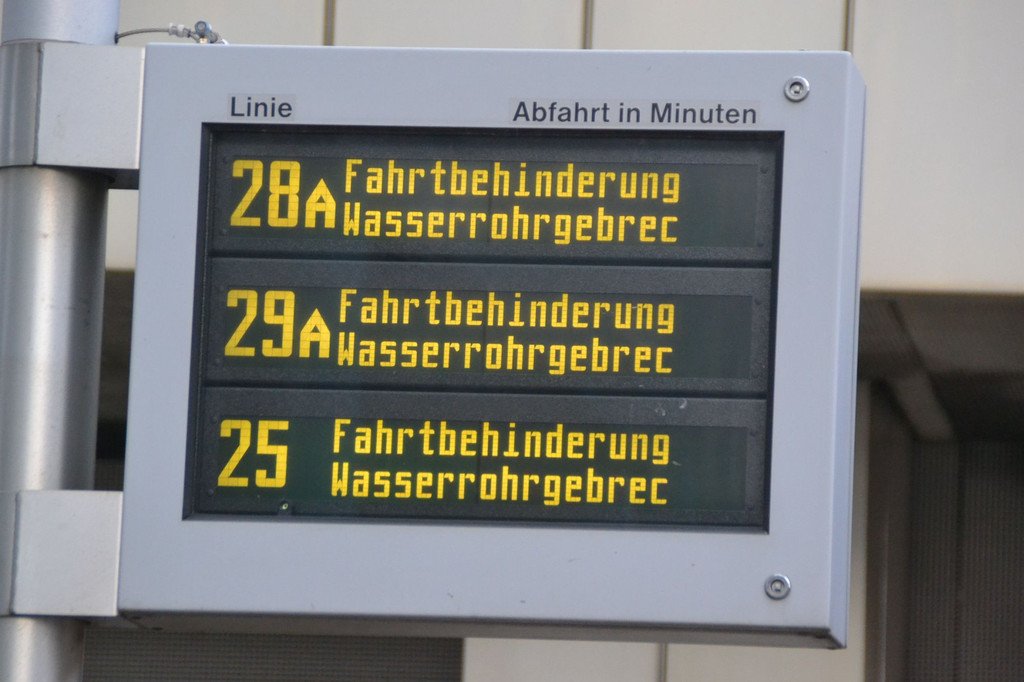 Linie Abfahrt in Minuten
28A Fahrtbehinderung
Wasserrohrgebrec
29A Fahrtbehinderung
Wasserrohrgebrec
25 Fahrtbehinderung
Wasserrohrgebrec